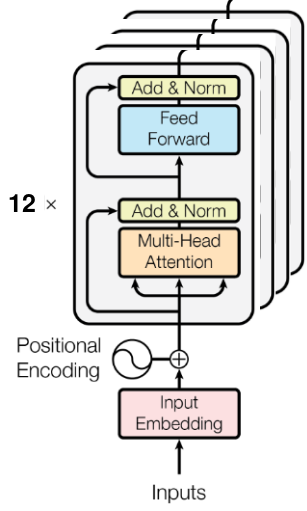 Add & Norm
Feed
Forward
12 ×
Add & Norm
Multi-Head
Attention
Positional
Encoding
Input
Embedding
Inputs